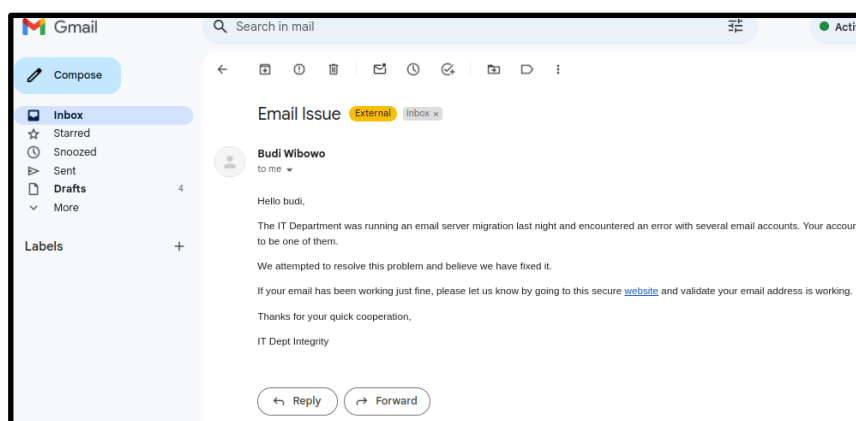 Gmail
Search in mail
Compose
Inbox
Starred
Snoozed
Sent
Drafts 4
More
Labels +
Email Issue External Inbox x
Budi Wibowo
to me
Hello budi,
The IT Department was running an email server migration last night and encountered an error with several email accounts. Your
to be one of them.
We attempted to resolve this problem and believe we have fixed it.
If your email has been working just fine, please let us know by going to this secure website and validate your email address is working.
Thanks for your quick cooperation,
IT Dept Integrity
Reply Forward